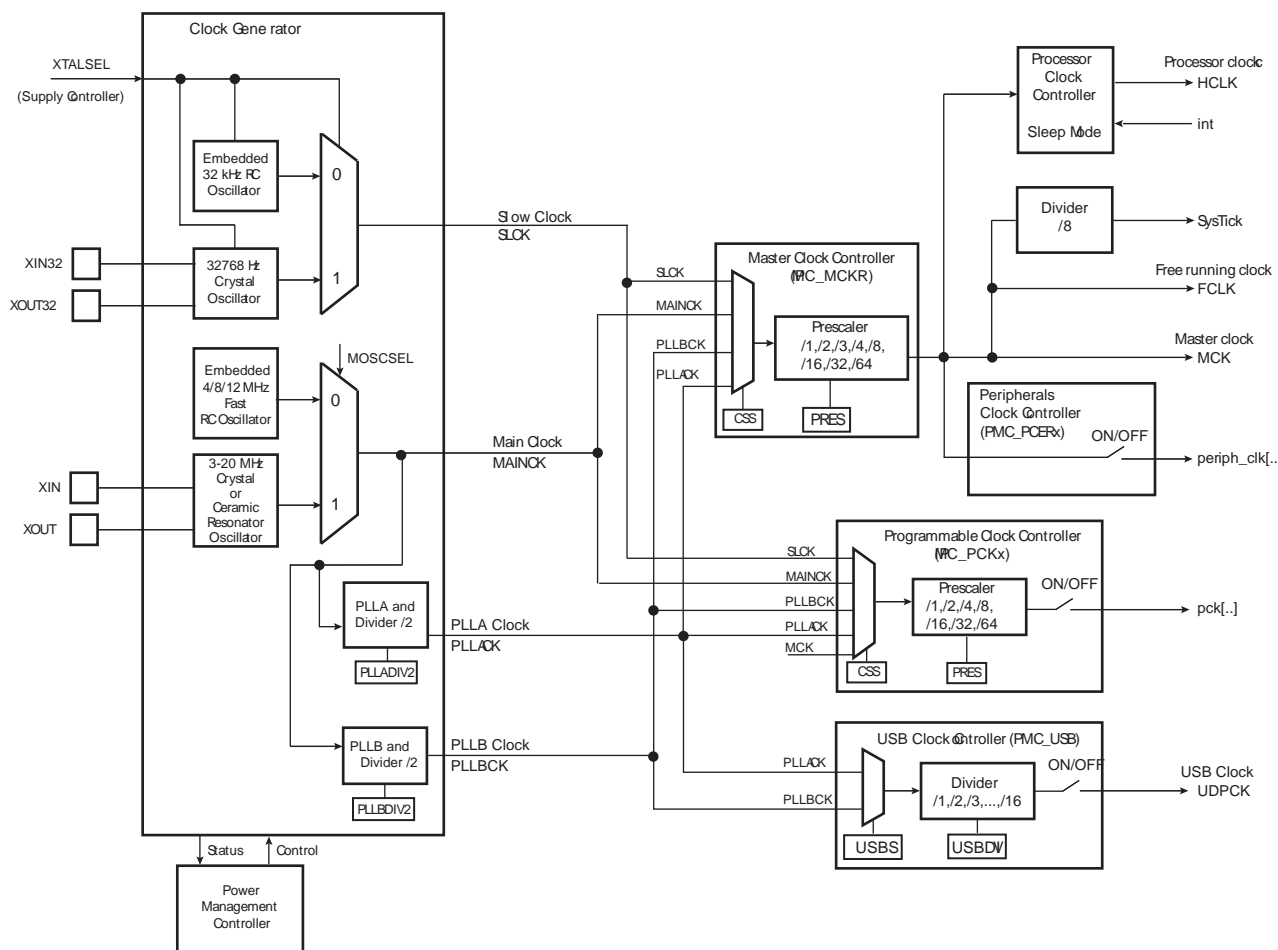 Clock Generator
XTALSEL
(Supply Controller)
Embedded
32 kHz RC
Oscillator
0
XIN32
XOUT32
32768 Hz
Crystal
Oscillator
1
Slow Clock
SLCK
MOSCSEL
Embedded
4/8/12 MHz
Fast
RC Oscillator
0
XIN
XOUT
3-20 MHz
Crystal
or
Ceramic
Resonator
Oscillator
1
Main Clock
MAINCK
PLLA and
Divider /2
PLLADIV2
PLLA Clock
PLLACK
PLLB and
Divider /2
PLLBDIV2
PLLB Clock
PLLBCK
Status
Control
Power
Management
Controller
Master Clock Controller
(PMC_MCKR)
SLCK
MAINCK
PLLBCK
PLLACK
Prescaler
/1,/2,/3,/4,/8,
/16,/32,/64
CSS
PRES
Processor
Clock
Controller
Sleep Mode
Processor clock
HCLK
int
Divider
/8
SysTick
Free running clock
FCLK
Master clock
MCK
Peripherals
Clock Controller
(PMC_PCERx)
ON/OFF
periph_clk[..
Programmable Clock Controller
(PMC_PCKx)
SLCK
MAINCK
PLLBCK
PLLACK
MCK
Prescaler
/1,/2,/4,/8,
/16,/32,/64
ON/OFF
pck[..]
CSS
PRES
USB Clock Controller (PMC_USB)
PLLACK
PLLBCK
Divider
/1,/2,/3,...,/16
ON/OFF
USB Clock
UDPCK
USBS
USBDIV